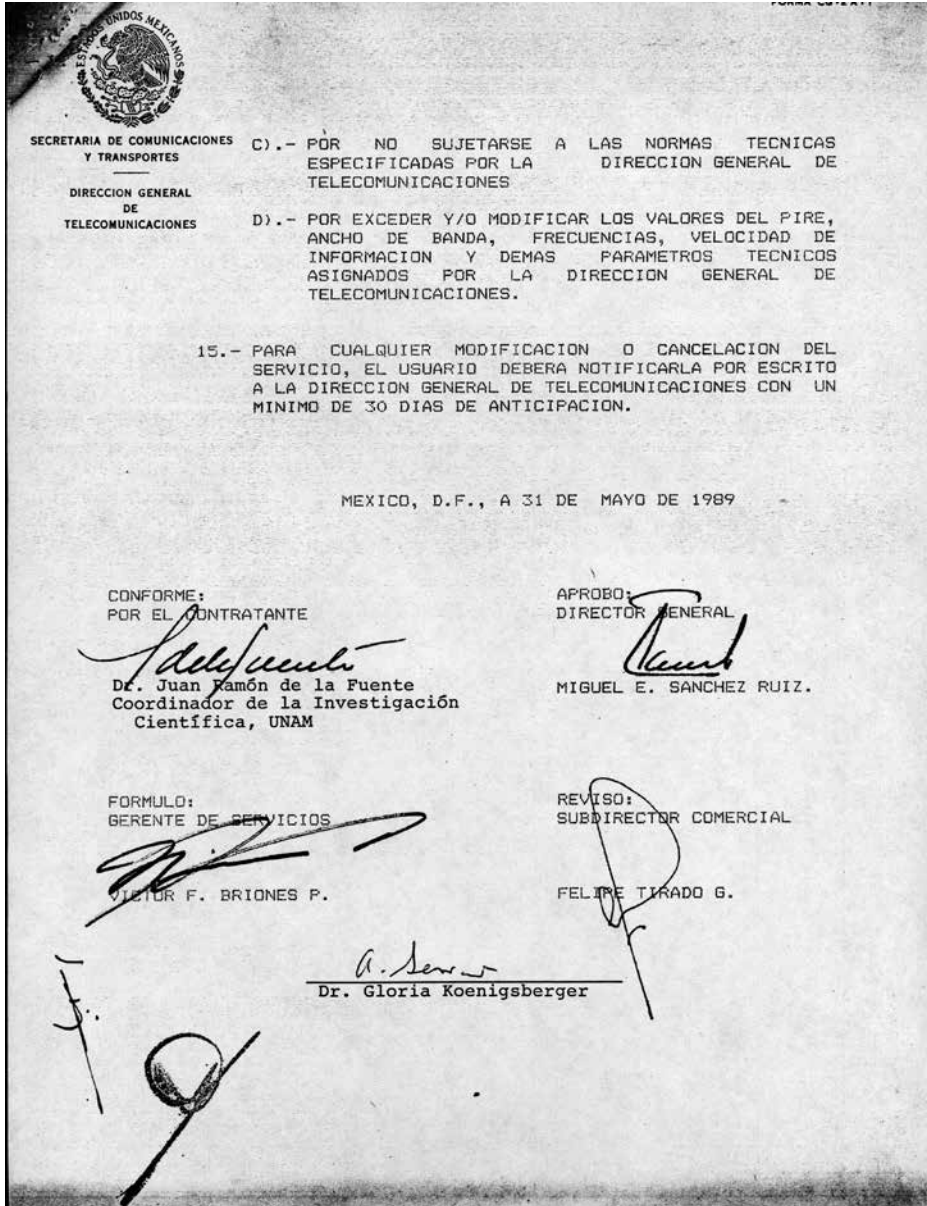 ESTADOS UNIDOS MEXICANOS
SECRETARIA DE COMUNICACIONES
Y TRANSPORTES
DIRECCION GENERAL
DE
TELECOMUNICACIONES
C).- POR NO SUJETARSE A LAS NORMAS TECNICAS
ESPECIFICADAS POR LA DIRECCION GENERAL DE
TELECOMUNICACIONES
D).- POR EXCEDER Y/O MODIFICAR LOS VALORES DEL PIRE,
ANCHO DE BANDA, FRECUENCIAS, VELOCIDAD DE
INFORMACION Y DEMAS PARAMETROS TECNICOS
ASIGNADOS POR LA DIRECCION GENERAL DE
TELECOMUNICACIONES.
15.- PARA CUALQUIER MODIFICACION O CANCELACION DEL
SERVICIO, EL USUARIO DEBERA NOTIFICARLA POR ESCRITO
A LA DIRECCION GENERAL DE TELECOMUNICACIONES CON UN
MINIMO DE 30 DIAS DE ANTICIPACION.
MEXICO, D.F., A 31 DE MAYO DE 1989
CONFORME:
POR EL CONTRATANTE
Dr. Juan Ramón de la Fuente
Coordinador de la Investigación
Científica, UNAM
APROBO:
DIRECTOR GENERAL
MIGUEL E. SANCHEZ RUIZ.
FORMULO:
GERENTE DE SERVICIOS
VICTOR F. BRIONES P.
REVISO:
SUBDIRECTOR COMERCIAL
FELIPE TIRADO G.
Dr. Gloria Koenigsberger